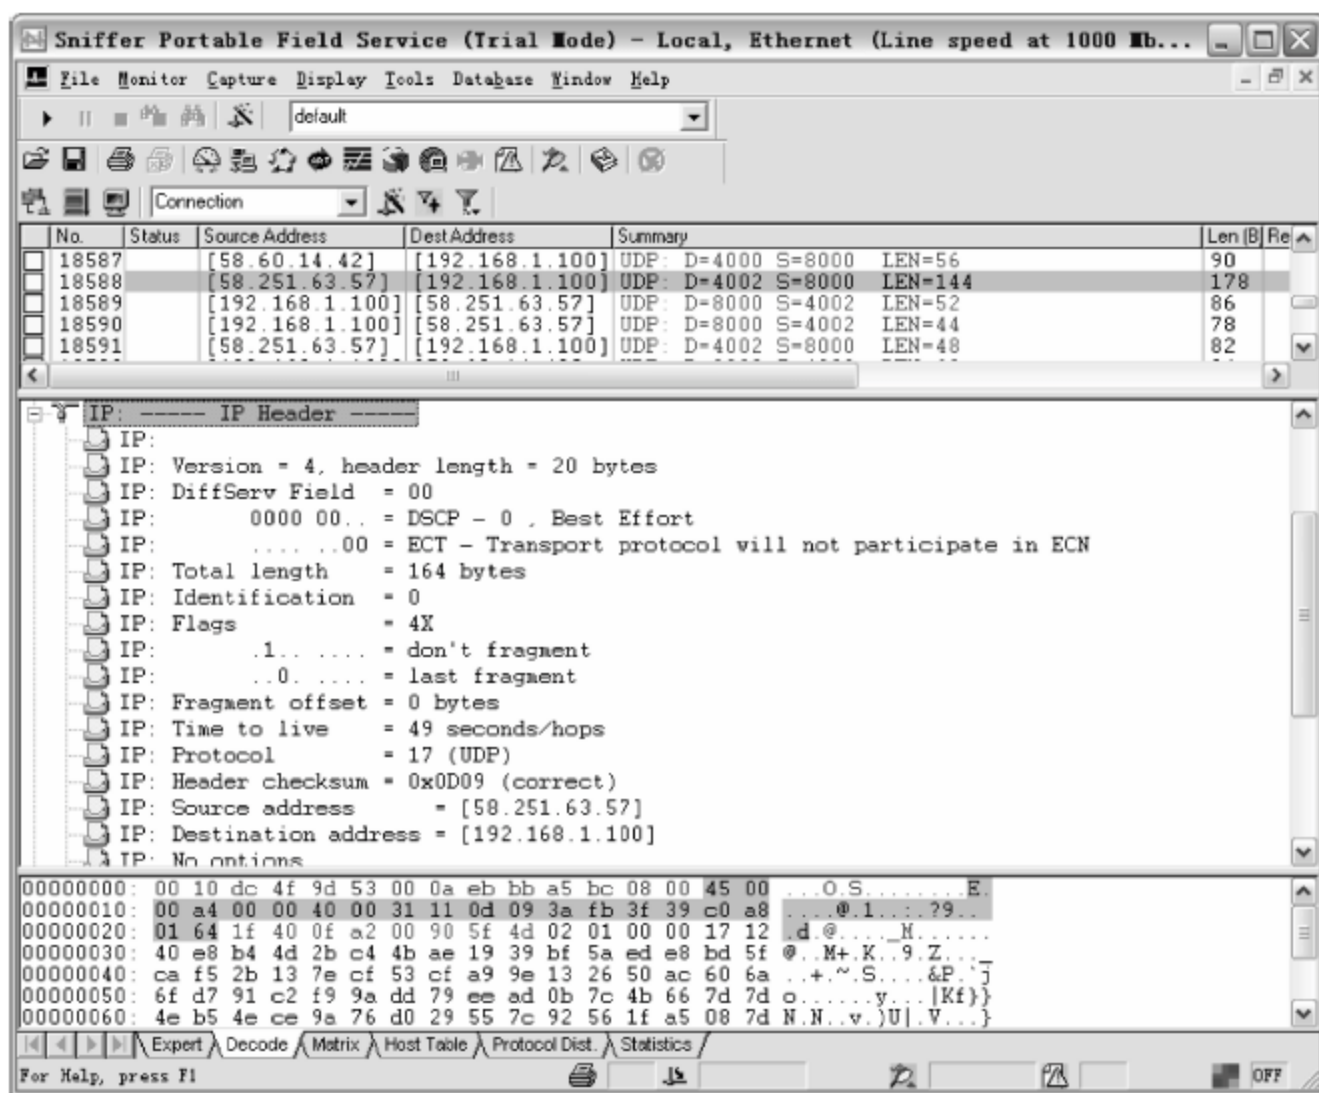 Sniffer Portable Field Service (Trial Mode) - Local, Ethernet (Line speed at 1000 Mb...
File Monitor Capture Display Tools Database Window Help
default
Connection
No. Status Source Address Dest Address Summary Len (B) Re
18587 [58.60.14.42] [192.168.1.100] UDP: D=4000 S=8000 LEN=56 90
18588 [58.251.63.57] [192.168.1.100] UDP: D=4002 S=8000 LEN=144 178
18589 [192.168.1.100] [58.251.63.57] UDP: D=8000 S=4002 LEN=52 86
18590 [192.168.1.100] [58.251.63.57] UDP: D=8000 S=4002 LEN=44 78
18591 [58.251.63.57] [192.168.1.100] UDP: D=4002 S=8000 LEN=48 82
IP: ----- IP Header -----
IP:
IP: Version = 4, header length = 20 bytes
IP: DiffServ Field = 00
IP: 0000 00.. = DSCP - 0 , Best Effort
IP: .... ..00 = ECT - Transport protocol will not participate in ECN
IP: Total length = 164 bytes
IP: Identification = 0
IP: Flags = 4X
IP: .1.. .... = don't fragment
IP: ..0. .... = last fragment
IP: Fragment offset = 0 bytes
IP: Time to live = 49 seconds/hops
IP: Protocol = 17 (UDP)
IP: Header checksum = 0x0D09 (correct)
IP: Source address = [58.251.63.57]
IP: Destination address = [192.168.1.100]
IP: No options
00000000: 00 10 dc 4f 9d 53 00 0a eb bb a5 bc 08 00 45 00 ...O.S........E.
00000010: 00 a4 00 00 40 00 31 11 0d 09 3a fb 3f 39 c0 a8 ....@.1...:.?9..
00000020: 01 64 1f 40 0f a2 00 90 5f 4d 02 01 00 00 17 12 .d.@...._M......
00000030: 40 e8 b4 4d 2b c4 4b ae 19 39 bf 5a ed e8 bd 5f @..M+.K..9.Z..._
00000040: ca f5 2b 13 7e cf 53 cf a9 9e 13 26 50 ac 60 6a ..+.~.S....&P.`j
00000050: 6f d7 91 c2 f9 9a dd 79 ee ad 0b 7c 4b 66 7d 7d o......y...|Kf}}
00000060: 4e b5 4e ce 9a 76 d0 29 55 7c 92 56 1f a5 08 7d N.N..v.)U|.V...}
Expert Decode Matrix Host Table Protocol Dist. Statistics
For Help, press F1 OFF